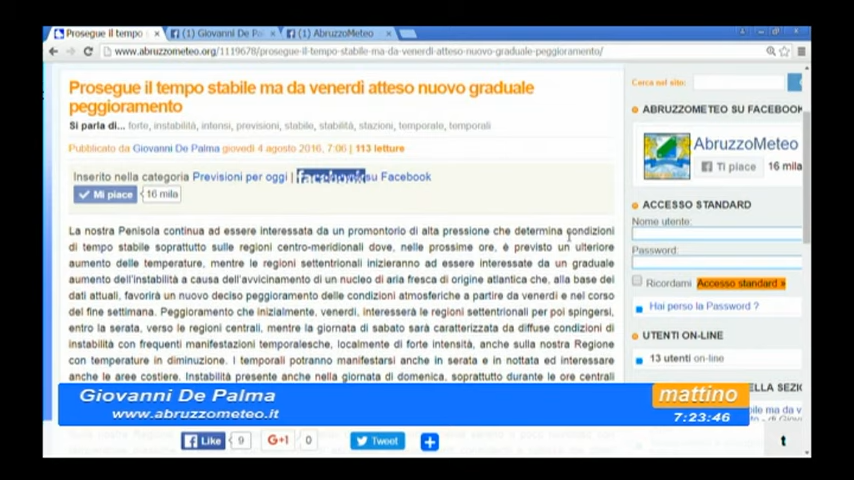 Prosegue il tempo
(1) Giovanni De Pal
(1) AbruzzoMeteo
www.abruzzometeo.org/1119678/prosegue-il-tempo-stabile-ma-da-venerdi-atteso-nuovo-graduale-peggioramento/
Prosegue il tempo stabile ma da venerdì atteso nuovo graduale
peggioramento
Si parla di... forte, instabilità, intensi, previsioni, stabile, stabilità, stazioni, temporale, temporali
Pubblicato da Giovanni De Palma giovedì 4 agosto 2016, 7:06 | 113 letture
Inserito nella categoria Previsioni per oggi | facebook su Facebook
Mi piace 16 mila
La nostra Penisola continua ad essere interessata da un promontorio di alta pressione che determina condizioni
di tempo stabile soprattutto sulle regioni centro-meridionali dove, nelle prossime ore, è previsto un ulteriore
aumento delle temperature, mentre le regioni settentrionali inizieranno ad essere interessate da un graduale
aumento dell'instabilità a causa dell'avvicinamento di un nucleo di aria fresca di origine atlantica che, alla base dei
dati attuali, favorirà un nuovo deciso peggioramento delle condizioni atmosferiche a partire da venerdì e nel corso
del fine settimana. Peggioramento che inizialmente, venerdì, interesserà le regioni settentrionali per poi spingersi,
entro la serata, verso le regioni centrali, mentre la giornata di sabato sarà caratterizzata da diffuse condizioni di
instabilità con frequenti manifestazioni temporalesche, localmente di forte intensità, anche sulla nostra Regione
con temperature in diminuzione. I temporali potranno manifestarsi anche in serata e in nottata ed interessare
anche le aree costiere. Instabilità presente anche nella giornata di domenica, soprattutto durante le ore centrali
Cerca nel sito:
ABRUZZOMETEO SU FACEBOOK
AbruzzoMeteo
Ti piace 16 mila
ACCESSO STANDARD
Nome utente:
Password:
Ricordami Accesso standard »
Hai perso la Password ?
UTENTI ON-LINE
13 utenti on-line
ELLA SEZIO
Giovanni De Palma
www.abruzzometeo.it
mattino
7:23:46
Like 9 G+1 0 Tweet
t